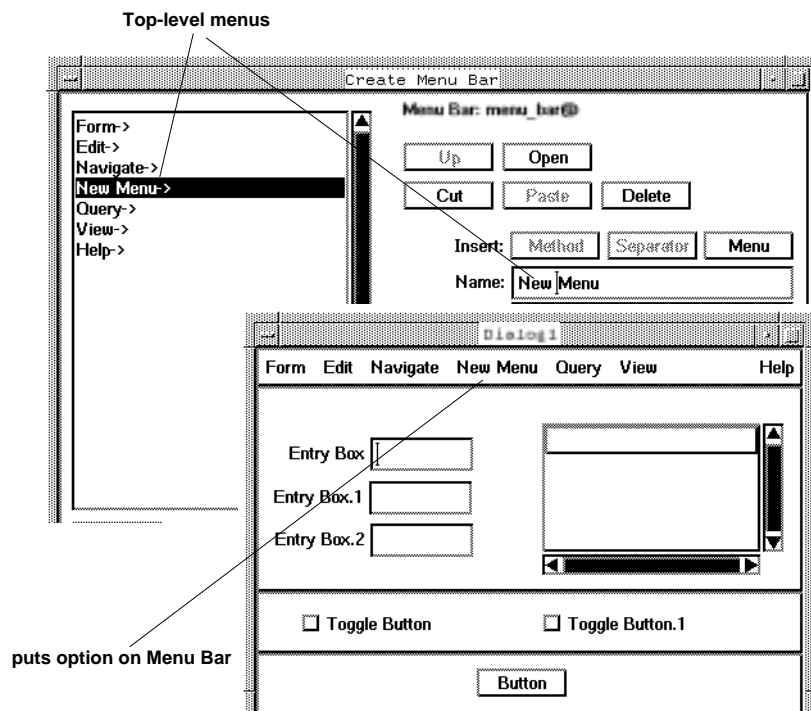 Top-level menus
Create Menu Bar
Menu Bar: menu_bar@
Form->
Edit->
Navigate->
New Menu->
Query->
View->
Help->
Up Open
Cut Paste Delete
Insert: Method Separator Menu
Name: New Menu
Dialog1
Form Edit Navigate New Menu Query View Help
Entry Box
Entry Box.1
Entry Box.2
Toggle Button Toggle Button.1
puts option on Menu Bar
Button